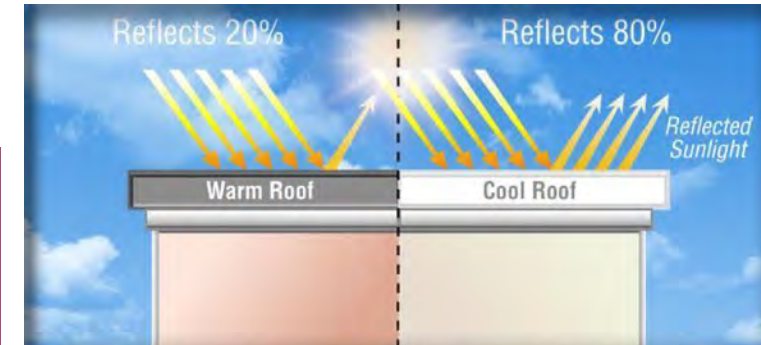 Reflects 20%
Reflects 80%
Reflected
Sunlight
Warm Roof
Cool Roof